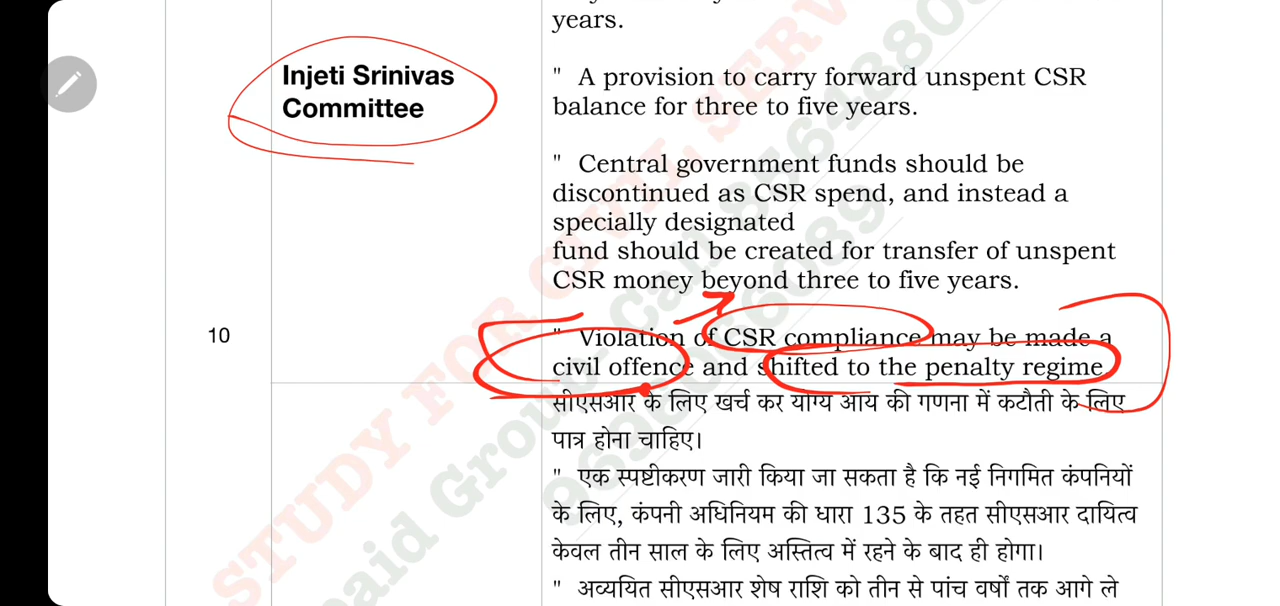 years.
Injeti Srinivas
Committee
" A provision to carry forward unspent CSR
balance for three to five years.
" Central government funds should be
discontinued as CSR spend, and instead a
specially designated
fund should be created for transfer of unspent
CSR money beyond three to five years.
10
" Violation of CSR compliance may be made a
civil offence and shifted to the penalty regime
सीएसआर के लिए खर्च कर योग्य आय की गणना में कटौती के लिए
पात्र होना चाहिए।
" एक स्पष्टीकरण जारी किया जा सकता है कि नई निगमित कंपनियों
के लिए, कंपनी अधिनियम की धारा 135 के तहत सीएसआर दायित्व
केवल तीन साल के लिए अस्तित्व में रहने के बाद ही होगा।
" अव्ययित सीएसआर शेष राशि को तीन से पांच वर्षों तक आगे ले